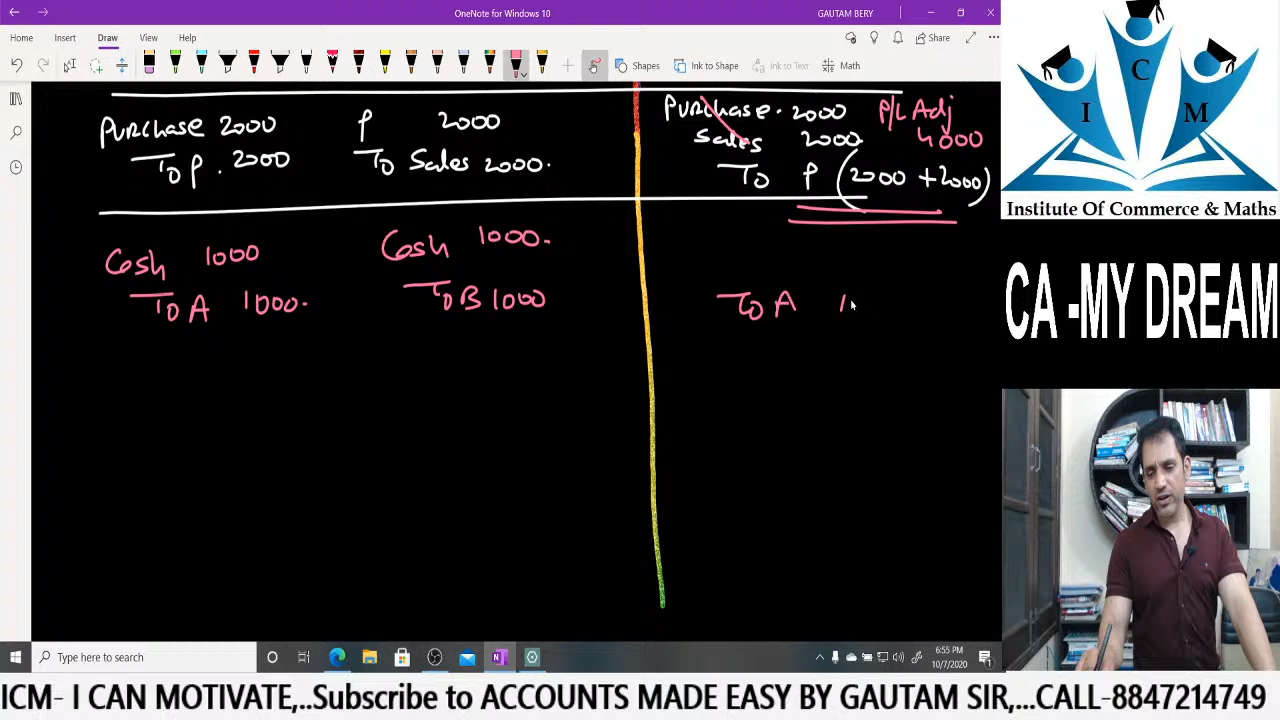 OneNote for Windows 10
GAUTAM BERY
Home Insert Draw View Help
Share
Shapes
Ink to Shape
Ink to Text
Math
Purchase 2000
To P. 2000
P 2000
To Sales 2000.
Purchase. 2000
Sales 2000
To P (2000 + 2000)
P/L Adj
4000
Cash 1000
To A 1000.
Cash 1000.
To B 1000
To A 1
I C M
Institute Of Commerce & Maths
CA -MY DREAM
Type here to search
6:55 PM
10/7/2020
ICM- I CAN MOTIVATE,..Subscribe to ACCOUNTS MADE EASY BY GAUTAM SIR,...CALL-8847214749